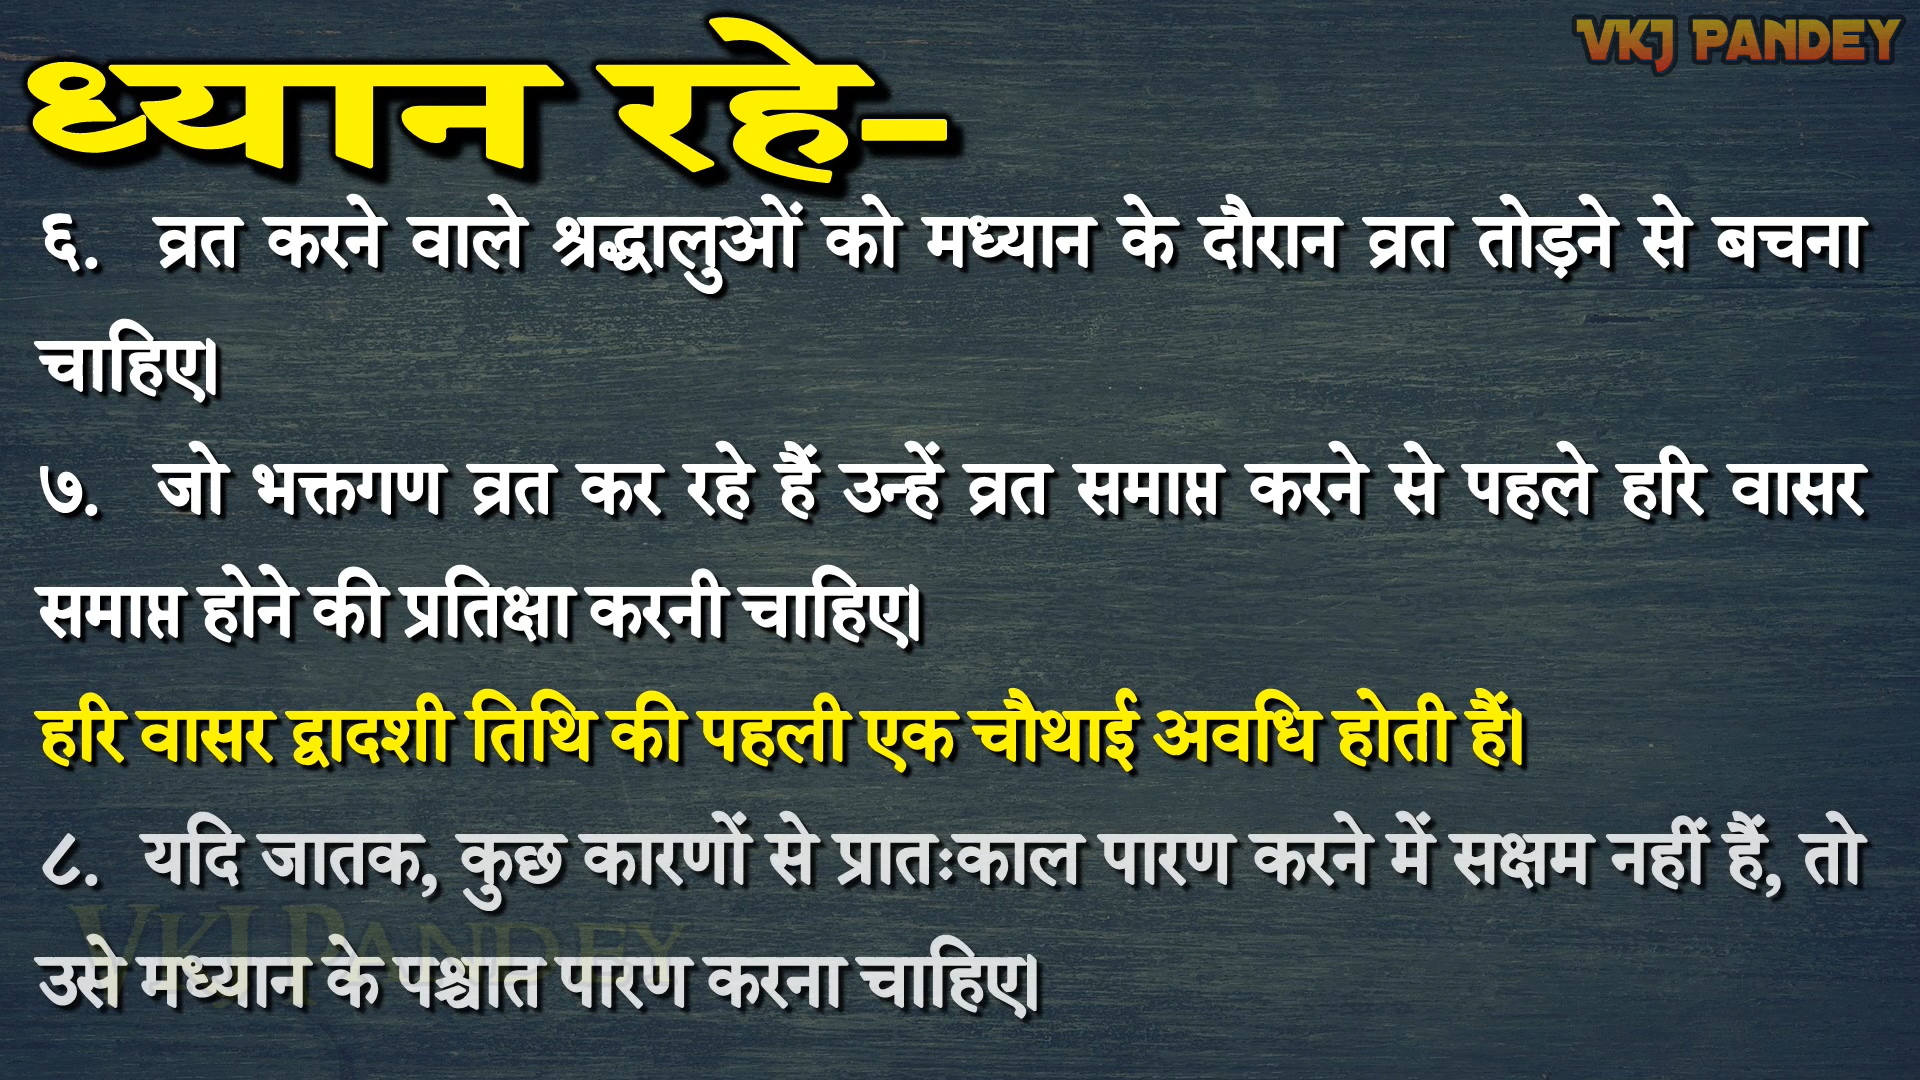 VKJ PANDEY
ध्यान रहे-
६. व्रत करने वाले श्रद्धालुओं को मध्यान के दौरान व्रत तोड़ने से बचना
चाहिए।
७. जो भक्तगण व्रत कर रहे हैं उन्हें व्रत समाप्त करने से पहले हरि वासर
समाप्त होने की प्रतिक्षा करनी चाहिए।
हरि वासर द्वादशी तिथि की पहली एक चौथाई अवधि होती हैं।
८. यदि जातक, कुछ कारणों से प्रातःकाल पारण करने में सक्षम नहीं हैं, तो
उसे मध्यान के पश्चात पारण करना चाहिए।
VKJ PANDEY